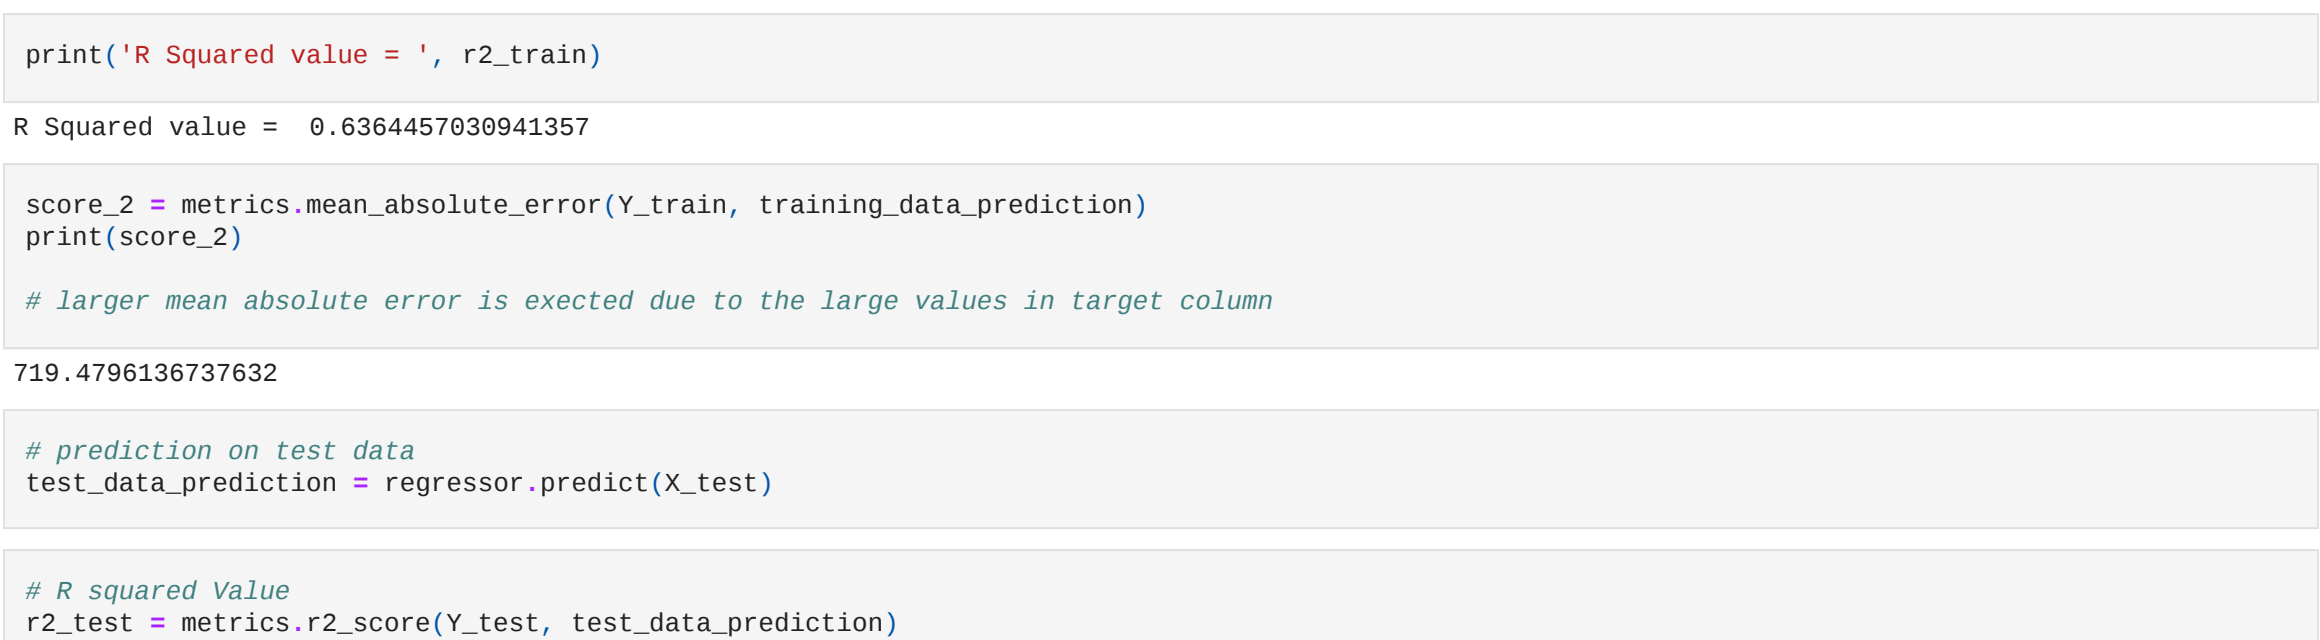 print('R Squared value = ', r2_train)
R Squared value =  0.6364457030941357
score_2 = metrics.mean_absolute_error(Y_train, training_data_prediction)
print(score_2)
# larger mean absolute error is exected due to the large values in target column
719.4796136737632
# prediction on test data
test_data_prediction = regressor.predict(X_test)
# R squared Value
r2_test = metrics.r2_score(Y_test, test_data_prediction)